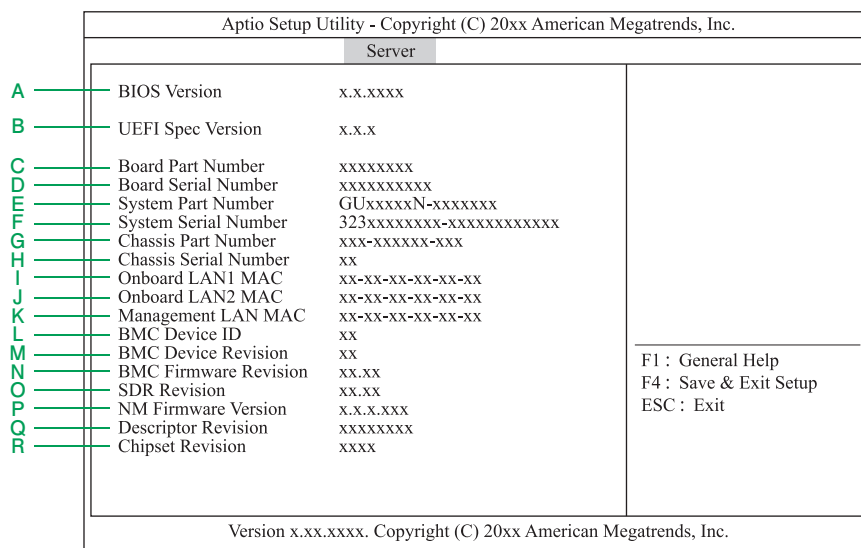 Aptio Setup Utility - Copyright (C) 20xx American Megatrends, Inc.
Server
A BIOS Version x.x.xxxx
B UEFI Spec Version x.x.x
C Board Part Number xxxxxxxx
D Board Serial Number xxxxxxxxxx
E System Part Number GUxxxxxN-xxxxxxx
F System Serial Number 323xxxxxxxx-xxxxxxxxxxxx
G Chassis Part Number xxx-xxxxxx-xxx
H Chassis Serial Number xx
I Onboard LAN1 MAC xx-xx-xx-xx-xx-xx
J Onboard LAN2 MAC xx-xx-xx-xx-xx-xx
K Management LAN MAC xx-xx-xx-xx-xx-xx
L BMC Device ID xx
M BMC Device Revision xx
N BMC Firmware Revision xx.xx
O SDR Revision xx.xx
P NM Firmware Version x.x.x.xxx
Q Descriptor Revision xxxxxxxx
R Chipset Revision xxxx
F1 : General Help
F4 : Save & Exit Setup
ESC : Exit
Version x.xx.xxxx. Copyright (C) 20xx American Megatrends, Inc.